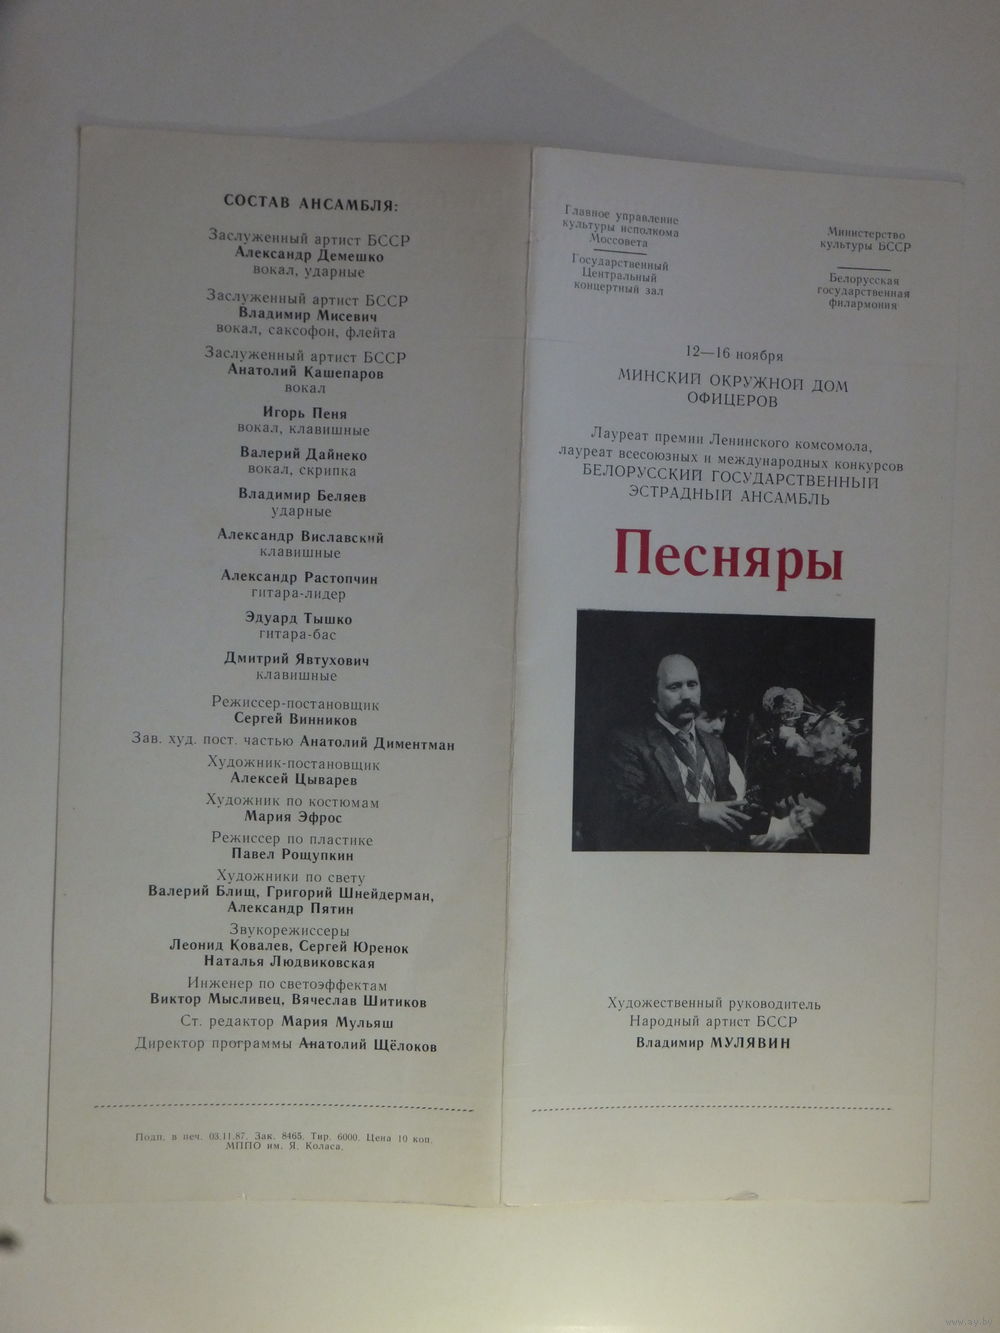 СОСТАВ АНСАМБЛЯ:
Заслуженный артист БССР
Александр Демешко
вокал, ударные
Заслуженный артист БССР
Владимир Мисевич
вокал, саксофон, флейта
Заслуженный артист БССР
Анатолий Кашепаров
вокал
Игорь Пеня
вокал, клавишные
Валерий Дайнеко
вокал, скрипка
Владимир Беляев
ударные
Александр Виславский
клавишные
Александр Растопчин
гитара-лидер
Эдуард Тышко
гитара-бас
Дмитрий Явтухович
клавишные
Режиссер-постановщик
Сергей Винников
Зав. худ. пост. частью Анатолий Диментман
Художник-постановщик
Алексей Цыварев
Художник по костюмам
Мария Эфрос
Режиссер по пластике
Павел Рощупкин
Художники по свету
Валерий Блищ, Григорий Шнейдерман,
Александр Пятин
Звукорежиссеры
Леонид Ковалев, Сергей Юренок
Наталья Людвиковская
Инженер по светоэффектам
Виктор Мысливец, Вячеслав Шитиков
Ст. редактор Мария Мульяш
Директор программы Анатолий Щёлоков
Подп. в печ. 03.11.87. Зак. 8465. Тир. 6000. Цена 10 коп.
МППО им. Я. Коласа.
Главное управление
культуры исполкома
Моссовета
Государственный
Центральный
концертный зал
Министерство
культуры БССР
Белорусская
государственная
филармония
12—16 ноября
МИНСКИЙ ОКРУЖНОЙ ДОМ
ОФИЦЕРОВ
Лауреат премии Ленинского комсомола,
лауреат всесоюзных и международных конкурсов
БЕЛОРУССКИЙ ГОСУДАРСТВЕННЫЙ
ЭСТРАДНЫЙ АНСАМБЛЬ
Песняры
Художественный руководитель
Народный артист БССР
Владимир МУЛЯВИН
www.ay.by